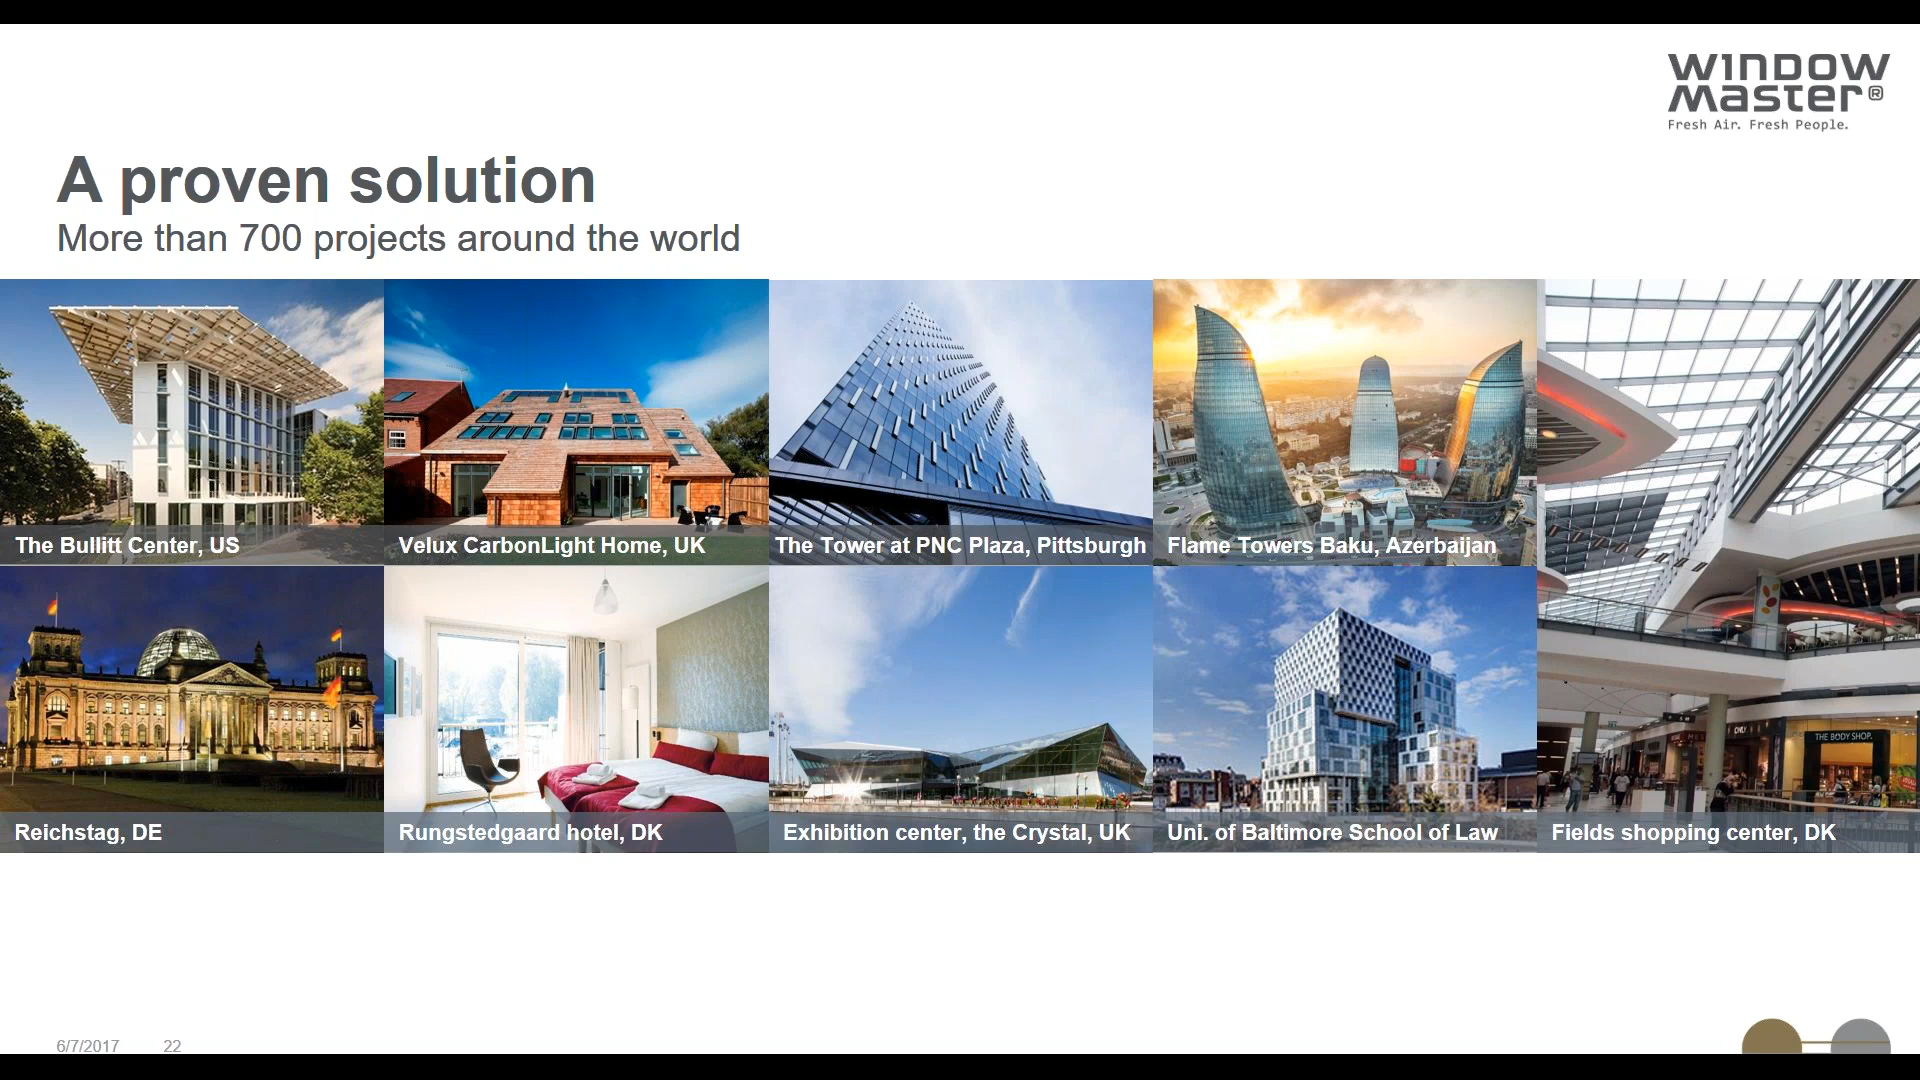 WINDOW
Master®
Fresh Air. Fresh People.
A proven solution
More than 700 projects around the world
The Bullitt Center, US
Velux CarbonLight Home, UK
The Tower at PNC Plaza, Pittsburgh
Flame Towers Baku, Azerbaijan
ONLY
THE BODY SHOP.
Reichstag, DE
Rungstedgaard hotel, DK
Exhibition center, the Crystal, UK
Uni. of Baltimore School of Law
Fields shopping center, DK
6/7/2017
22